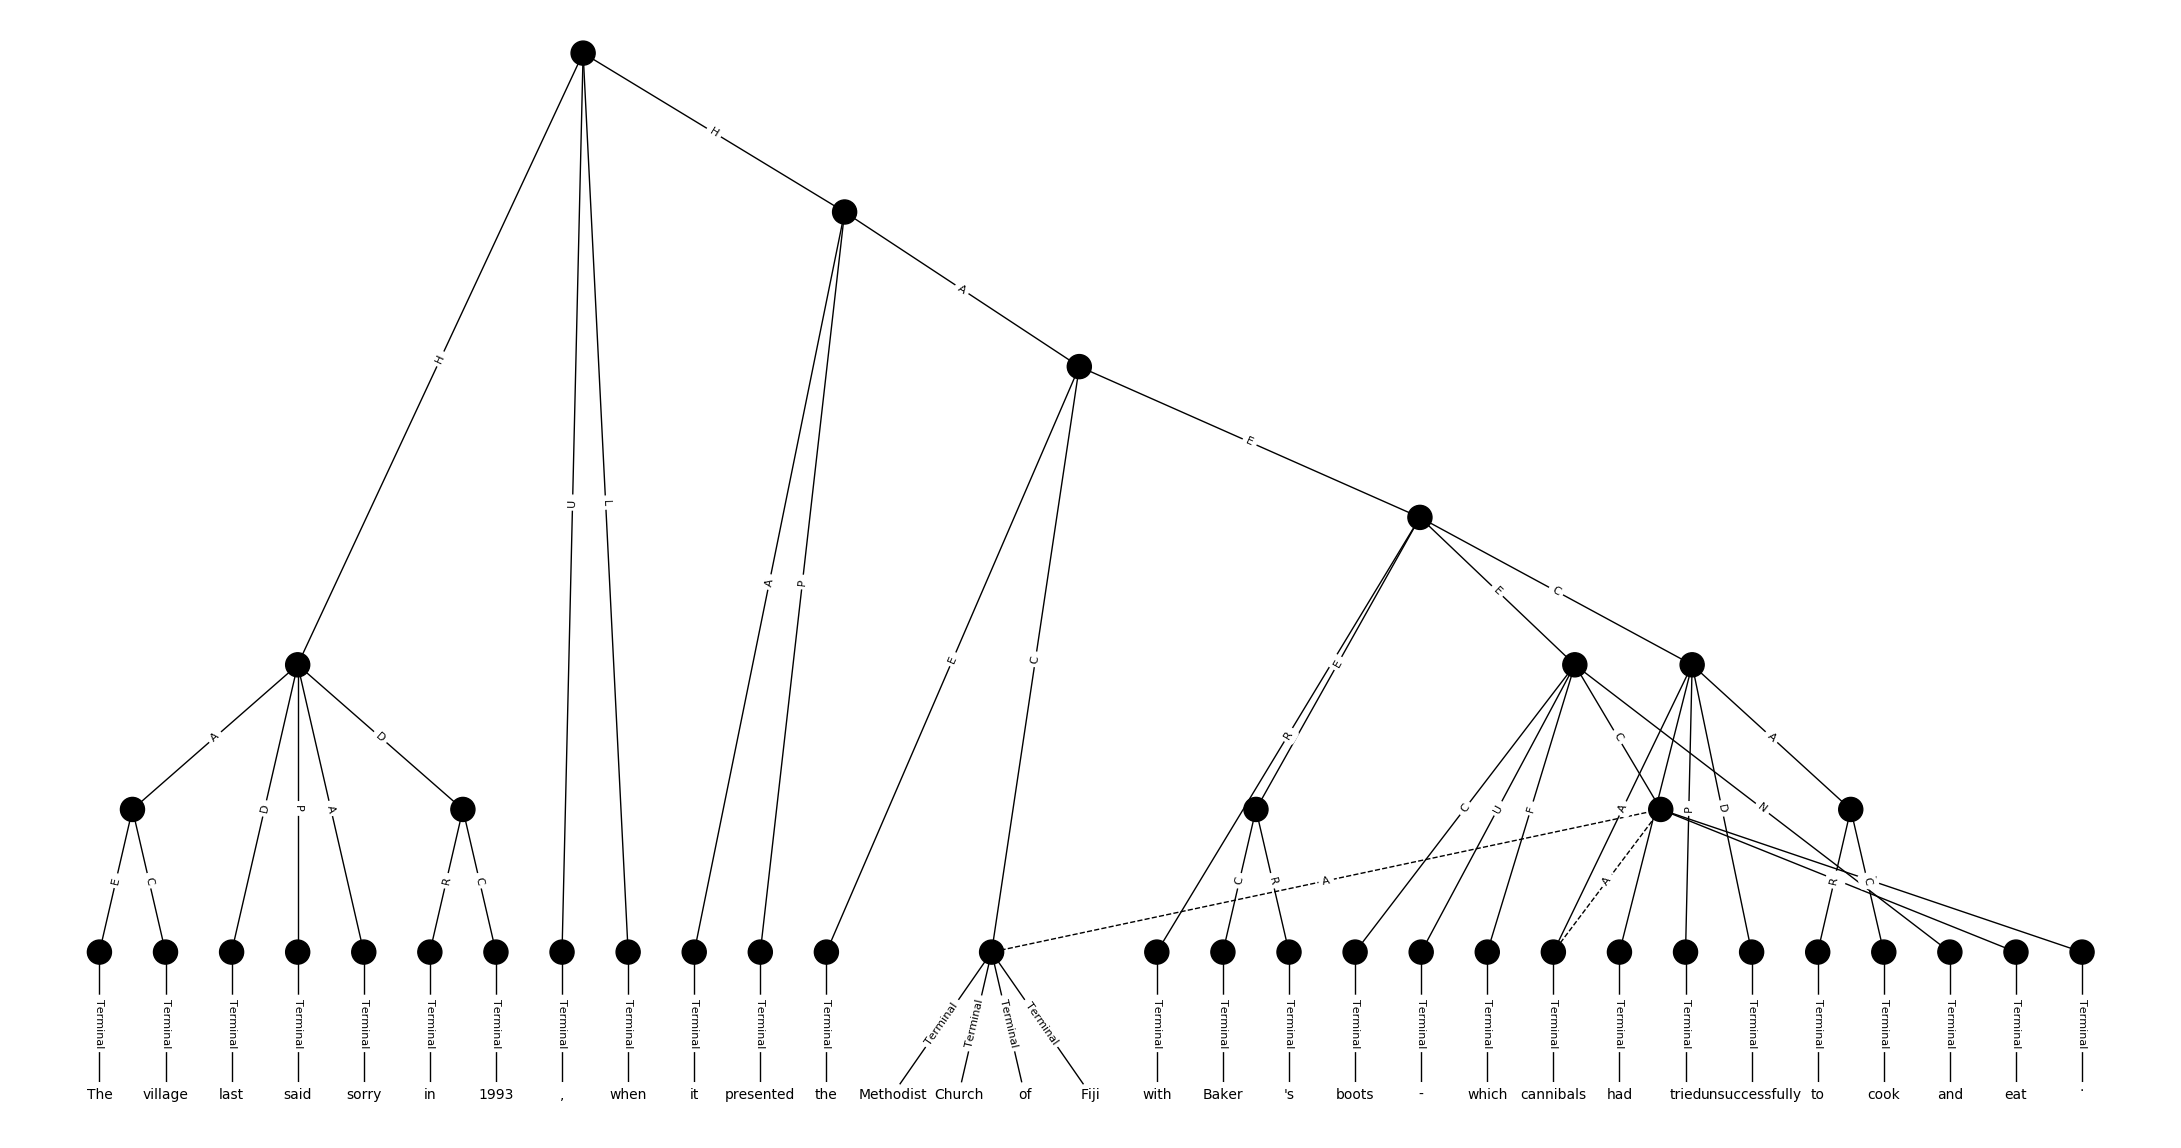 H
H
A
E
H
U
L
A
P
E
C
E
C
R
E
A
D
P
A
D
C
U
F
C
N
A
P
D
A
E
C
R
C
C
R
A
A
R
C
Terminal Terminal Terminal Terminal Terminal Terminal Terminal Terminal Terminal Terminal Terminal Terminal Terminal Terminal Terminal Terminal Terminal Terminal Terminal Terminal Terminal Terminal Terminal Terminal Terminal Terminal Terminal Terminal Terminal Terminal Terminal
The village last said sorry in 1993 , when it presented the Methodist Church of Fiji with Baker 's boots - which cannibals had tried unsuccessfully to cook and eat .